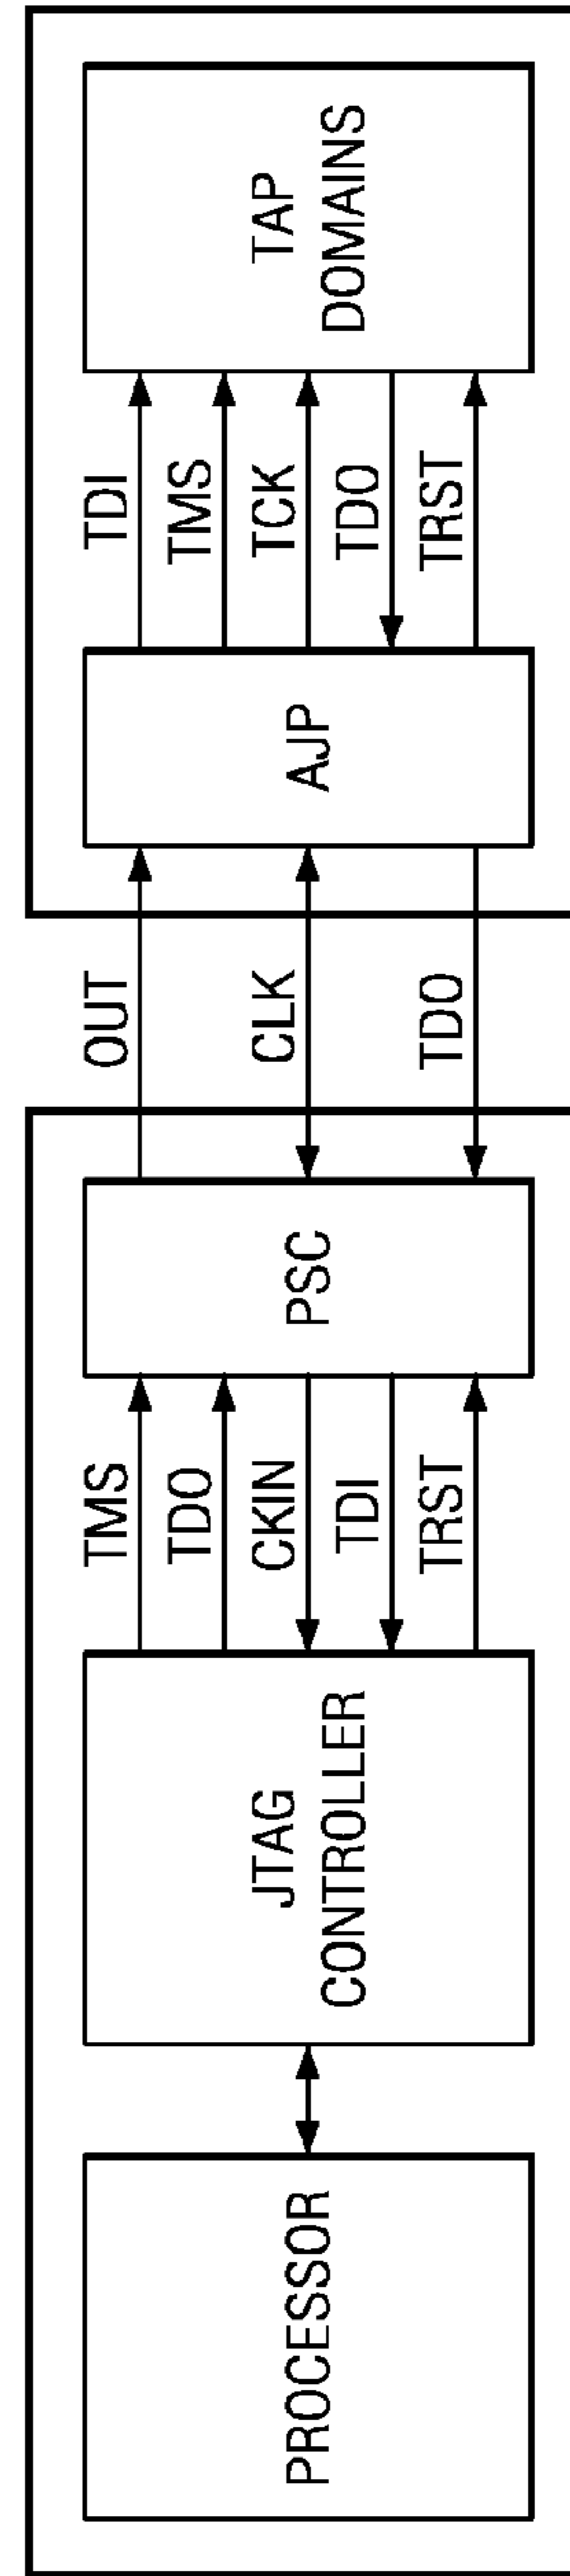 PROCESSOR
JTAG
CONTROLLER
TMS
TDO
CKIN
TDI
TRST
PSC
OUT
CLK
TDO
AJP
TDI
TMS
TCK
TDO
TRST
TAP
DOMAINS